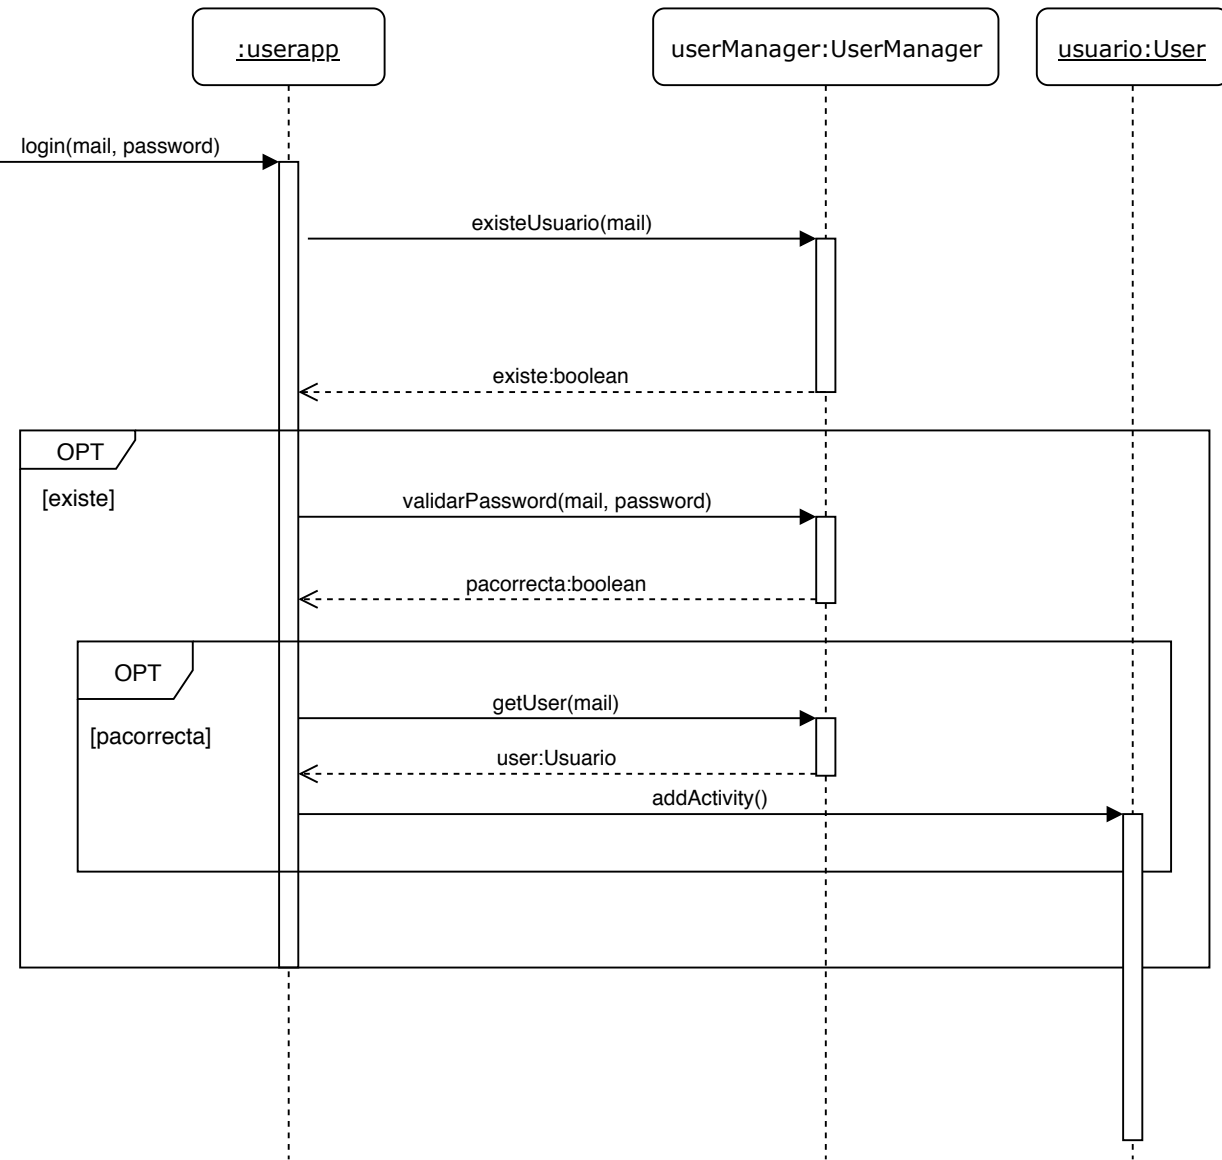 :userapp
userManager:UserManager
usuario:User
login(mail, password)
existeUsuario(mail)
existe:boolean
OPT
[existe]
validarPassword(mail, password)
pacorrecta:boolean
OPT
getUser(mail)
[pacorrecta]
user:Usuario
addActivity()